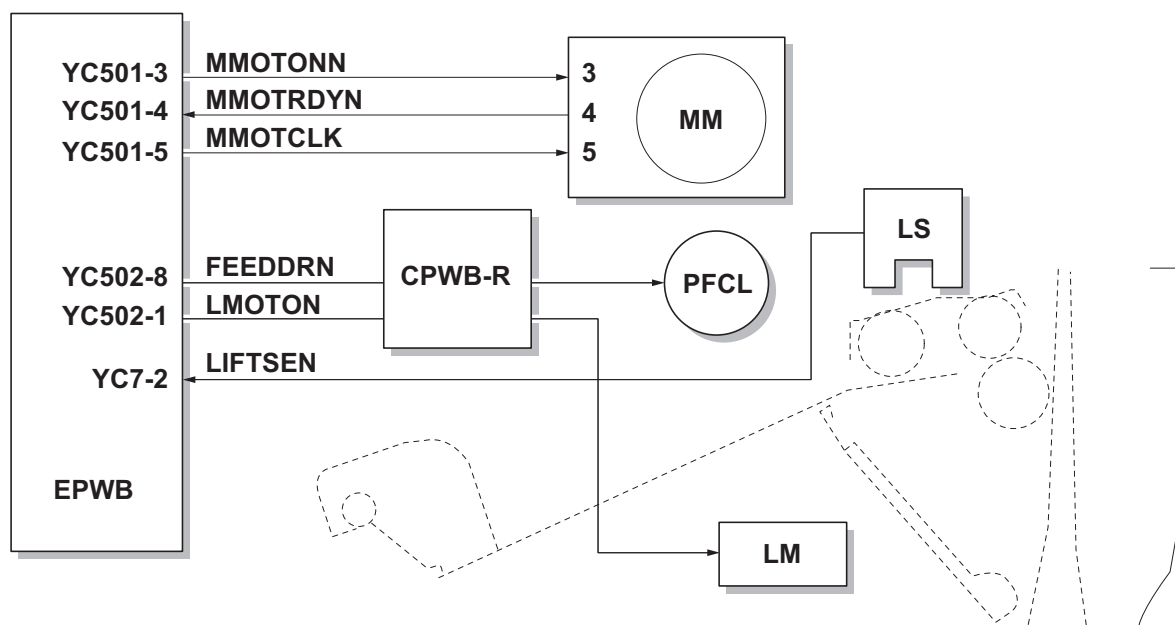 YC501-3 MMOTONN 3
YC501-4 MMOTRDYN 4 MM
YC501-5 MMOTCLK 5
LS
YC502-8 FEEDDRN CPWB-R PFCL
YC502-1 LMOTON
YC7-2 LIFTSEN
EPWB
LM